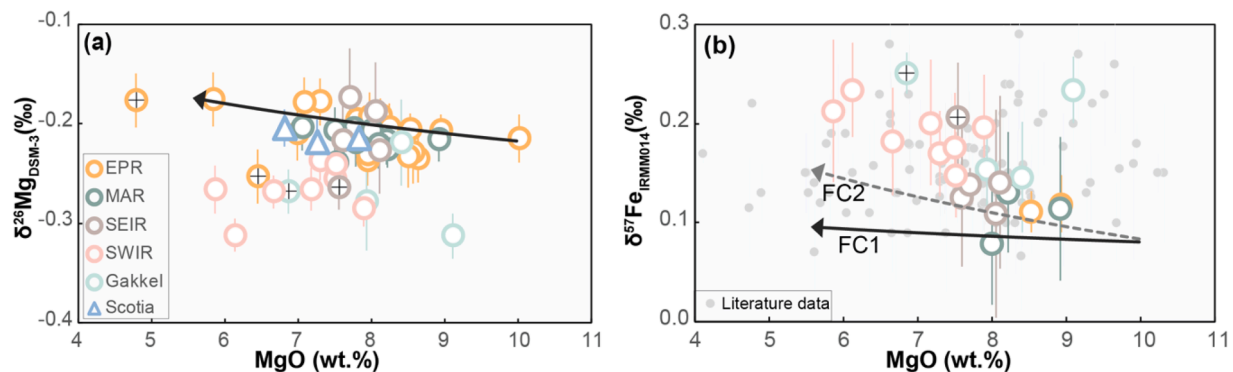 (a)
-0.1
-0.2
-0.3
-0.4
δ26MgDSM-3(‰)
EPR
MAR
SEIR
SWIR
Gakkel
Scotia
4 5 6 7 8 9 10 11
MgO (wt.%)
(b)
0.3
0.2
0.1
0.0
δ57FeIRMM014(‰)
FC2
FC1
Literature data
4 5 6 7 8 9 10 11
MgO (wt.%)